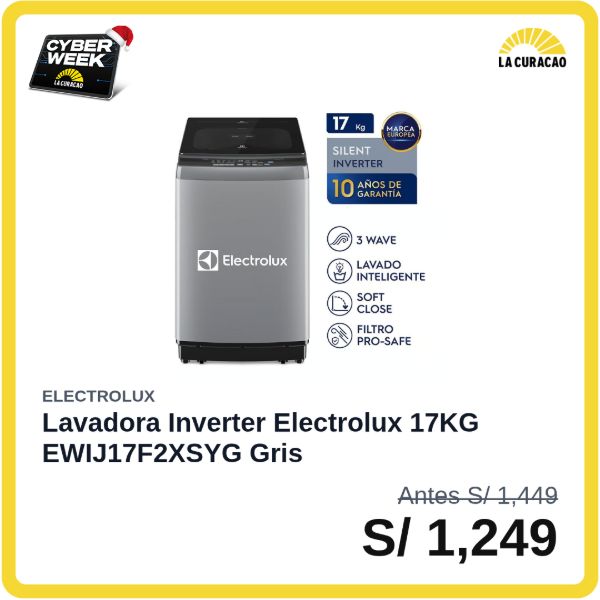 CYBER
WEEK
LA CURACAO
LA CURACAO
17 Kg
MARCA
EUROPEA
SILENT
INVERTER
10 AÑOS DE
GARANTÍA
3 WAVE
LAVADO
INTELIGENTE
SOFT
CLOSE
FILTRO
PRO-SAFE
Electrolux
ELECTROLUX
Lavadora Inverter Electrolux 17KG
EWIJ17F2XSYG Gris
Antes S/ 1,449
S/ 1,249